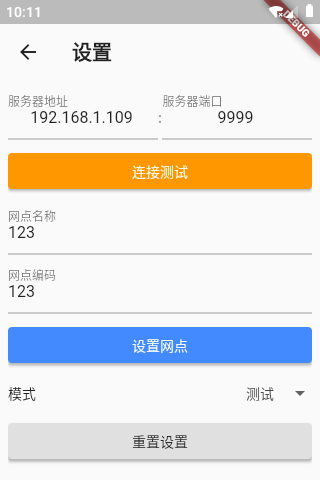 10:11
DEBUG
设置
服务器地址 服务器端口
192.168.1.109 : 9999
连接测试
网点名称
123
网点编码
123
设置网点
模式 测试
重置设置